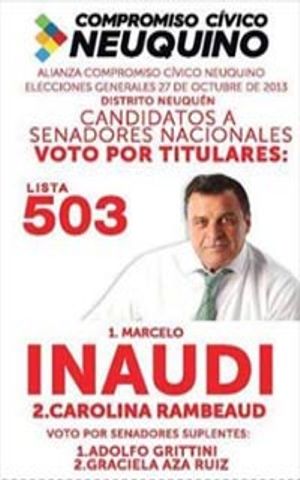 COMPROMISO CÍVICO
NEUQUINO
ALIANZA COMPROMISO CÍVICO NEUQUINO
ELECCIONES GENERALES 27 DE OCTUBRE DE 2013
DISTRITO NEUQUÉN
CANDIDATOS A
SENADORES NACIONALES
VOTO POR TITULARES:
LISTA
503
1. MARCELO
INAUDI
2.CAROLINA RAMBEAUD
VOTO POR SENADORES SUPLENTES:
1.ADOLFO GRITTINI
2.GRACIELA AZA RUIZ